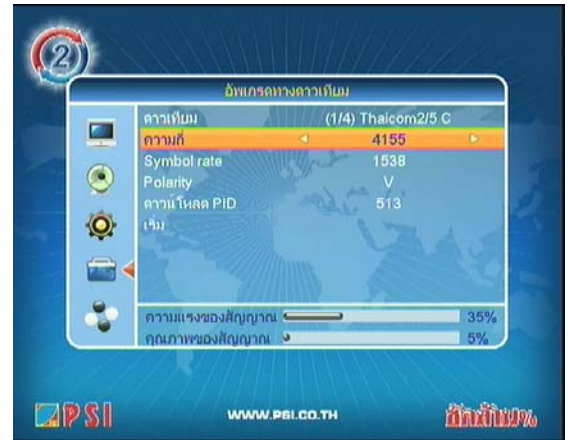 2
อัพเกรดทางดาวเทียม
ดาวเทียม (1/4) Thaicom2/5 C
ความถี่ 4155
Symbol rate 1538
Polarity V
ดาวน์โหลด PID 513
เริ่ม
ความแรงของสัญญาณ 35%
คุณภาพของสัญญาณ 5%
PSI WWW.PSI.CO.TH